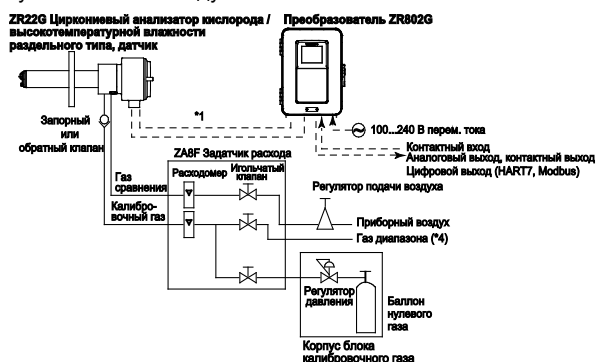 ZR22G Циркониевый анализатор кислорода /
высокотемпературной влажности
раздельного типа, датчик
Преобразователь ZR802G
Запорный
или
обратный клапан
*1
100...240 В перем. тока
Контактный вход
Аналоговый выход, контактный выход
Цифровой выход (HART7, Modbus)
ZA8F Задатчик расхода
Расходомер
Игольчатый
клапан
Регулятор подачи воздуха
Газ
сравнения
Калибро-
вочный газ
Приборный воздух
Газ диапазона (*4)
Регулятор
давления
Баллон
нулевого
газа
Корпус блока
калибровочного газа